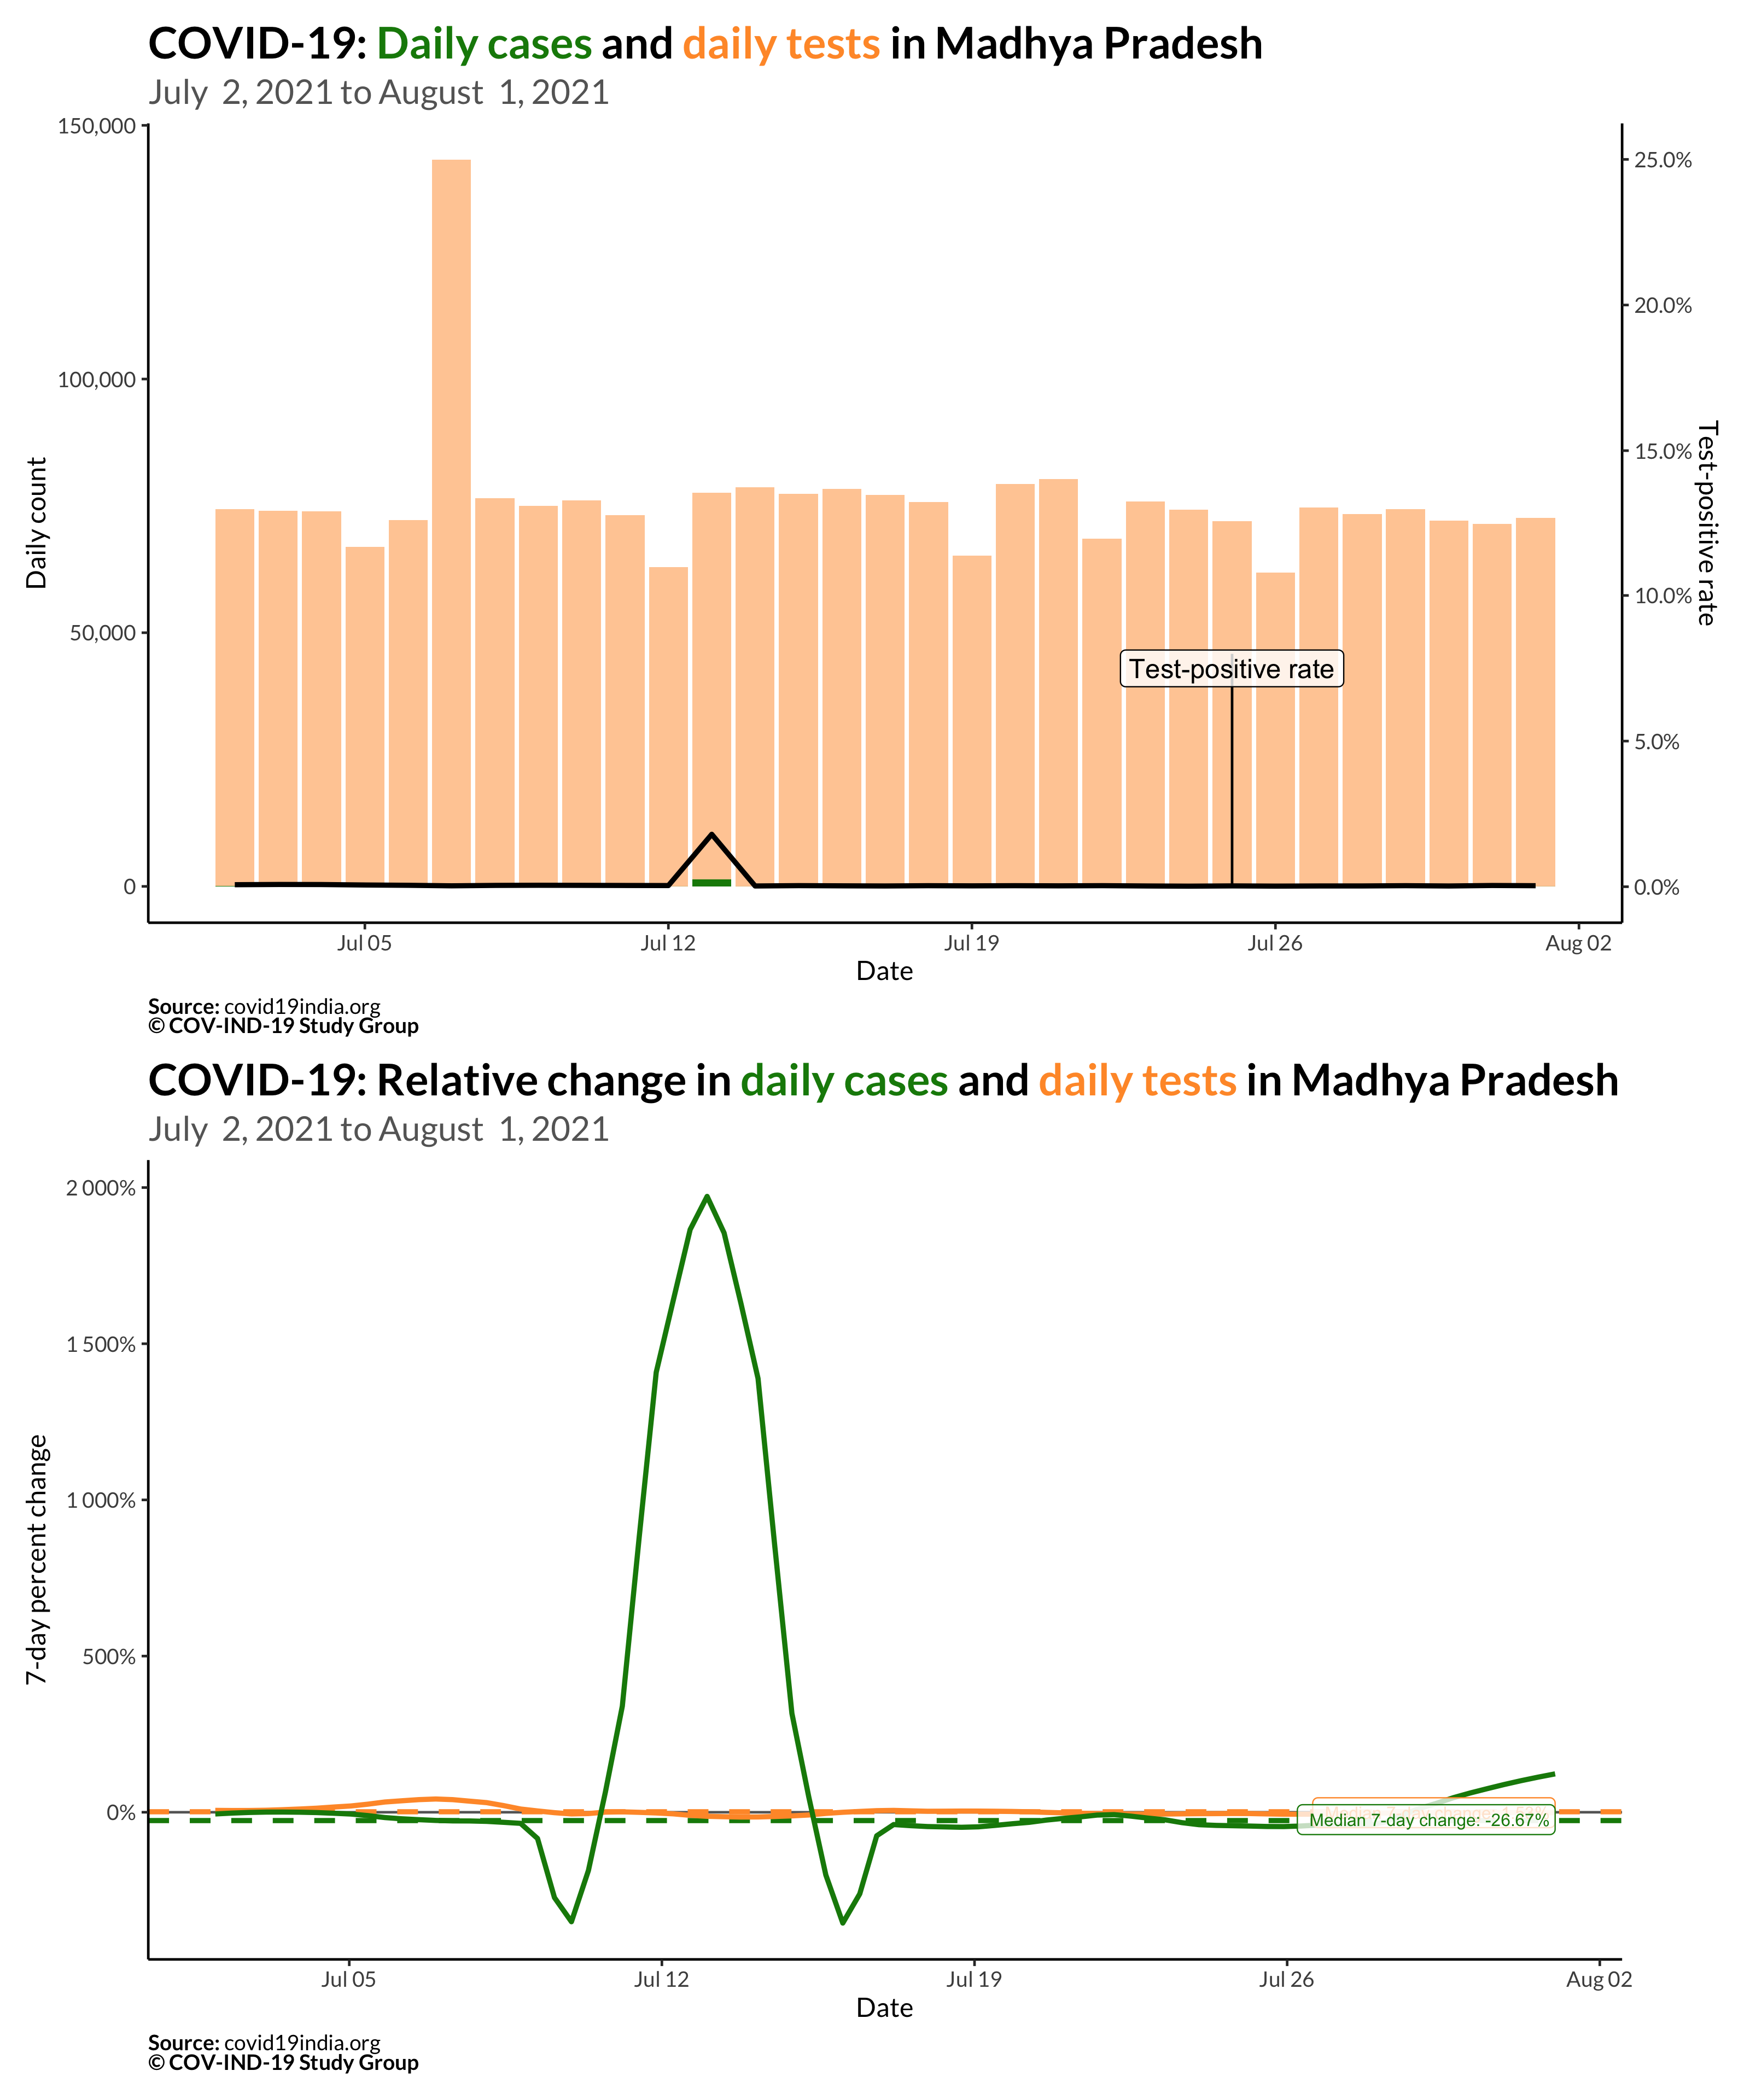 COVID-19: Daily cases and daily tests in Madhya Pradesh
July 2, 2021 to August 1, 2021
150,000
100,000
50,000
0
Daily count
25.0%
20.0%
15.0%
10.0%
5.0%
0.0%
Test-positive rate
Test-positive rate
Jul 05
Jul 12
Jul 19
Jul 26
Aug 02
Date
Source: covid19india.org
© COV-IND-19 Study Group
COVID-19: Relative change in daily cases and daily tests in Madhya Pradesh
July 2, 2021 to August 1, 2021
2 000%
1 500%
1 000%
500%
0%
7-day percent change
Median 7-day change:
Median 7-day change: -26.67%
Jul 05
Jul 12
Jul 19
Jul 26
Aug 02
Date
Source: covid19india.org
© COV-IND-19 Study Group